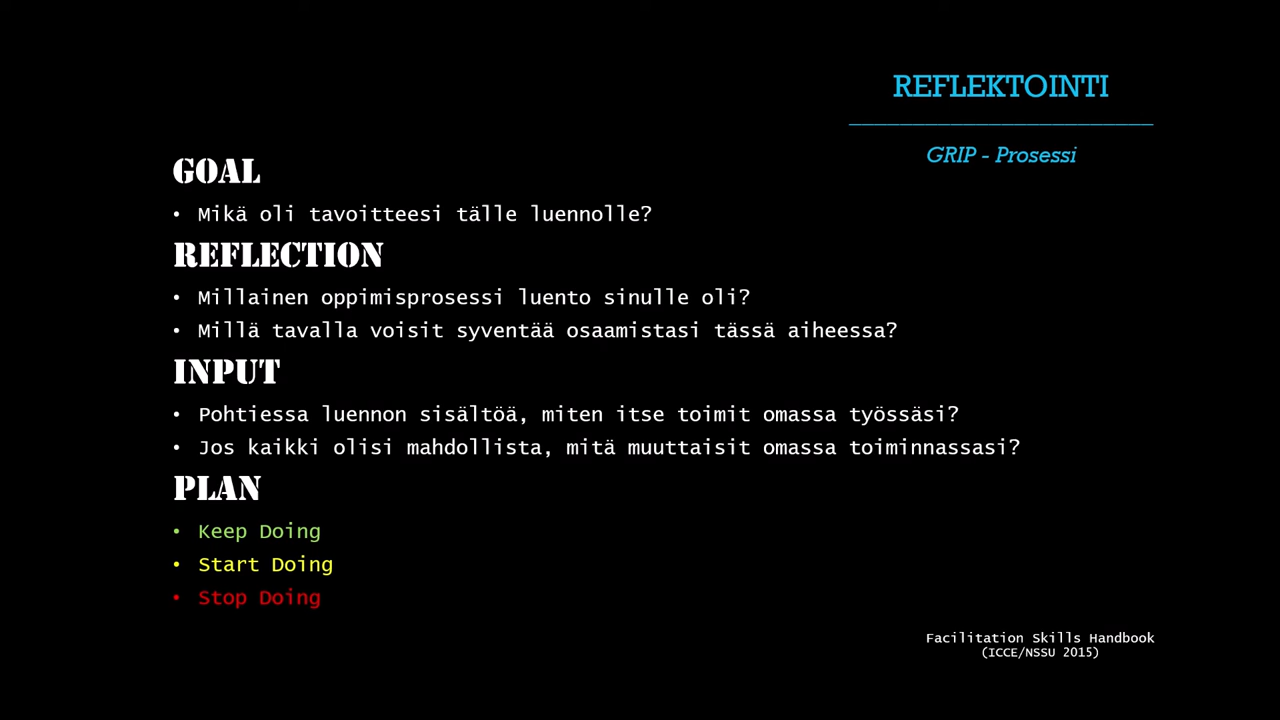 REFLEKTOINTI
GRIP - Prosessi
GOAL
• Mikä oli tavoitteesi tälle luennolle?
REFLECTION
• Millainen oppimisprosessi luento sinulle oli?
• Millä tavalla voisit syventää osaamistasi tässä aiheessa?
INPUT
• Pohtiessa luennon sisältöä, miten itse toimit omassa työssäsi?
• Jos kaikki olisi mahdollista, mitä muuttaisit omassa toiminnassasi?
PLAN
• Keep Doing
• Start Doing
• Stop Doing
Facilitation Skills Handbook
(ICCE/NSSU 2015)